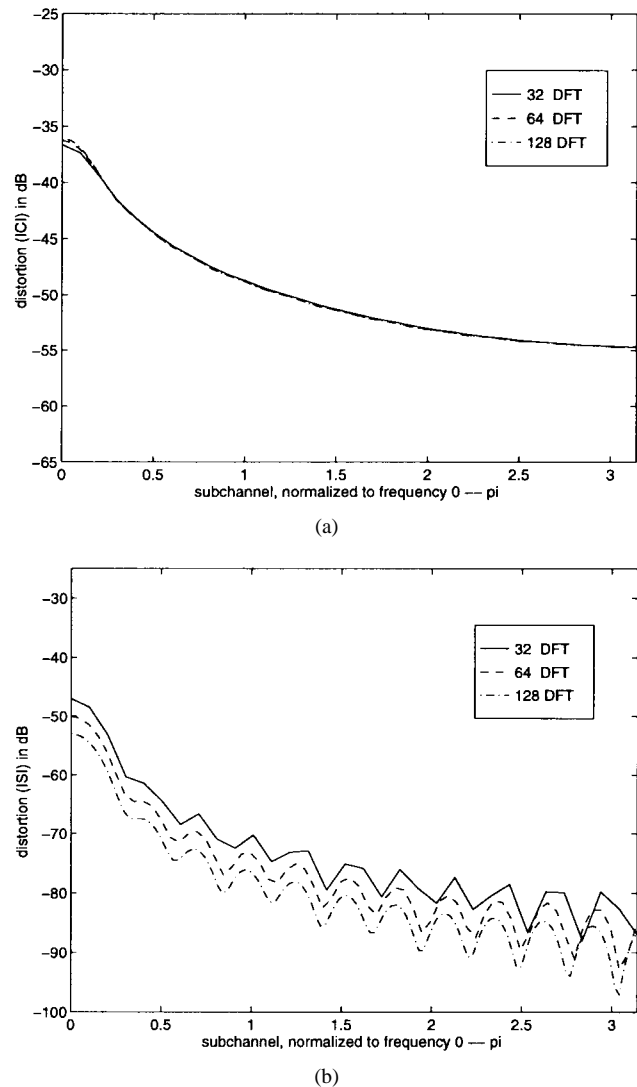 −25
−30
−35
−40
−45
−50
−55
−60
−65
distortion (ICI) in dB
32 DFT
64 DFT
128 DFT
0
0.5
1
1.5
2
2.5
3
subchannel, normalized to frequency 0 –– pi
(a)
−30
−40
−50
−60
−70
−80
−90
−100
distortion (ISI) in dB
32 DFT
64 DFT
128 DFT
0
0.5
1
1.5
2
2.5
3
subchannel, normalized to frequency 0 –– pi
(b)